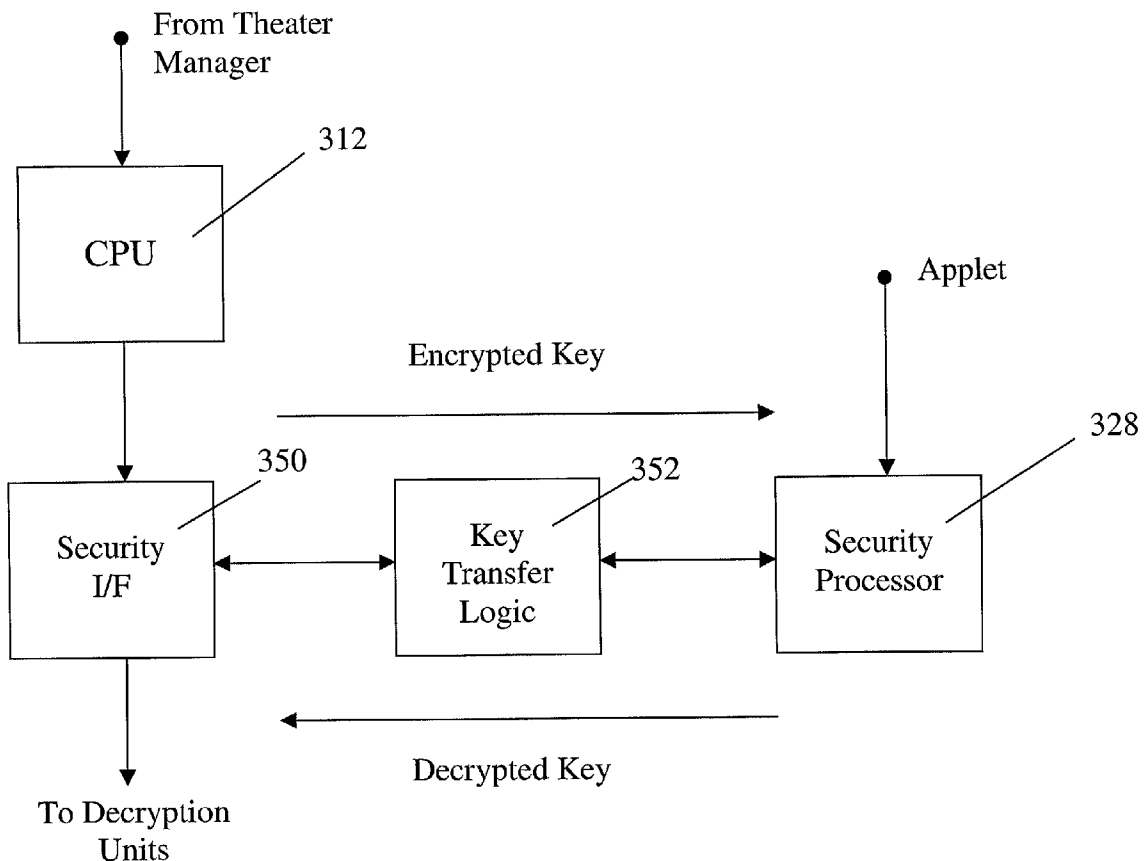 From Theater
Manager
312
CPU
Applet
Encrypted Key
328
350
352
Security
I/F
Key
Transfer
Logic
Security
Processor
Decrypted Key
To Decryption
Units